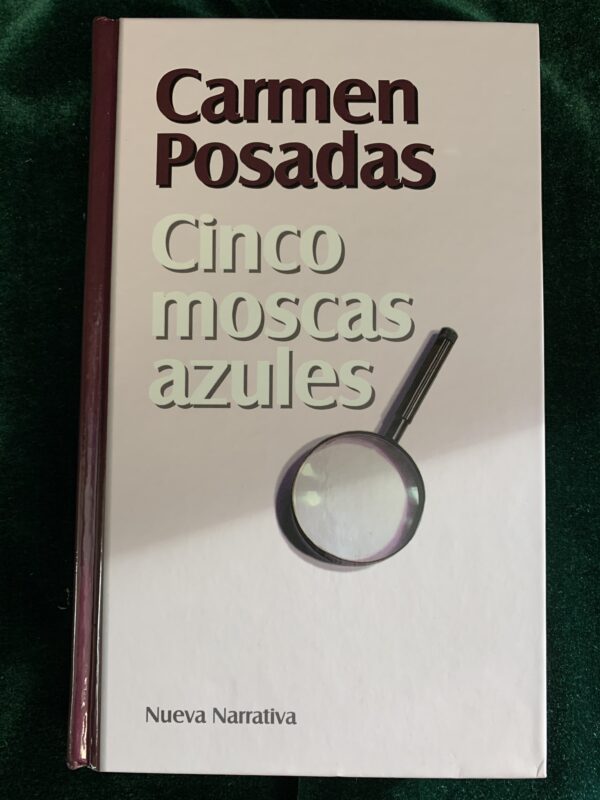 Carmen
Posadas
Cinco
moscas
azules
Nueva Narrativa